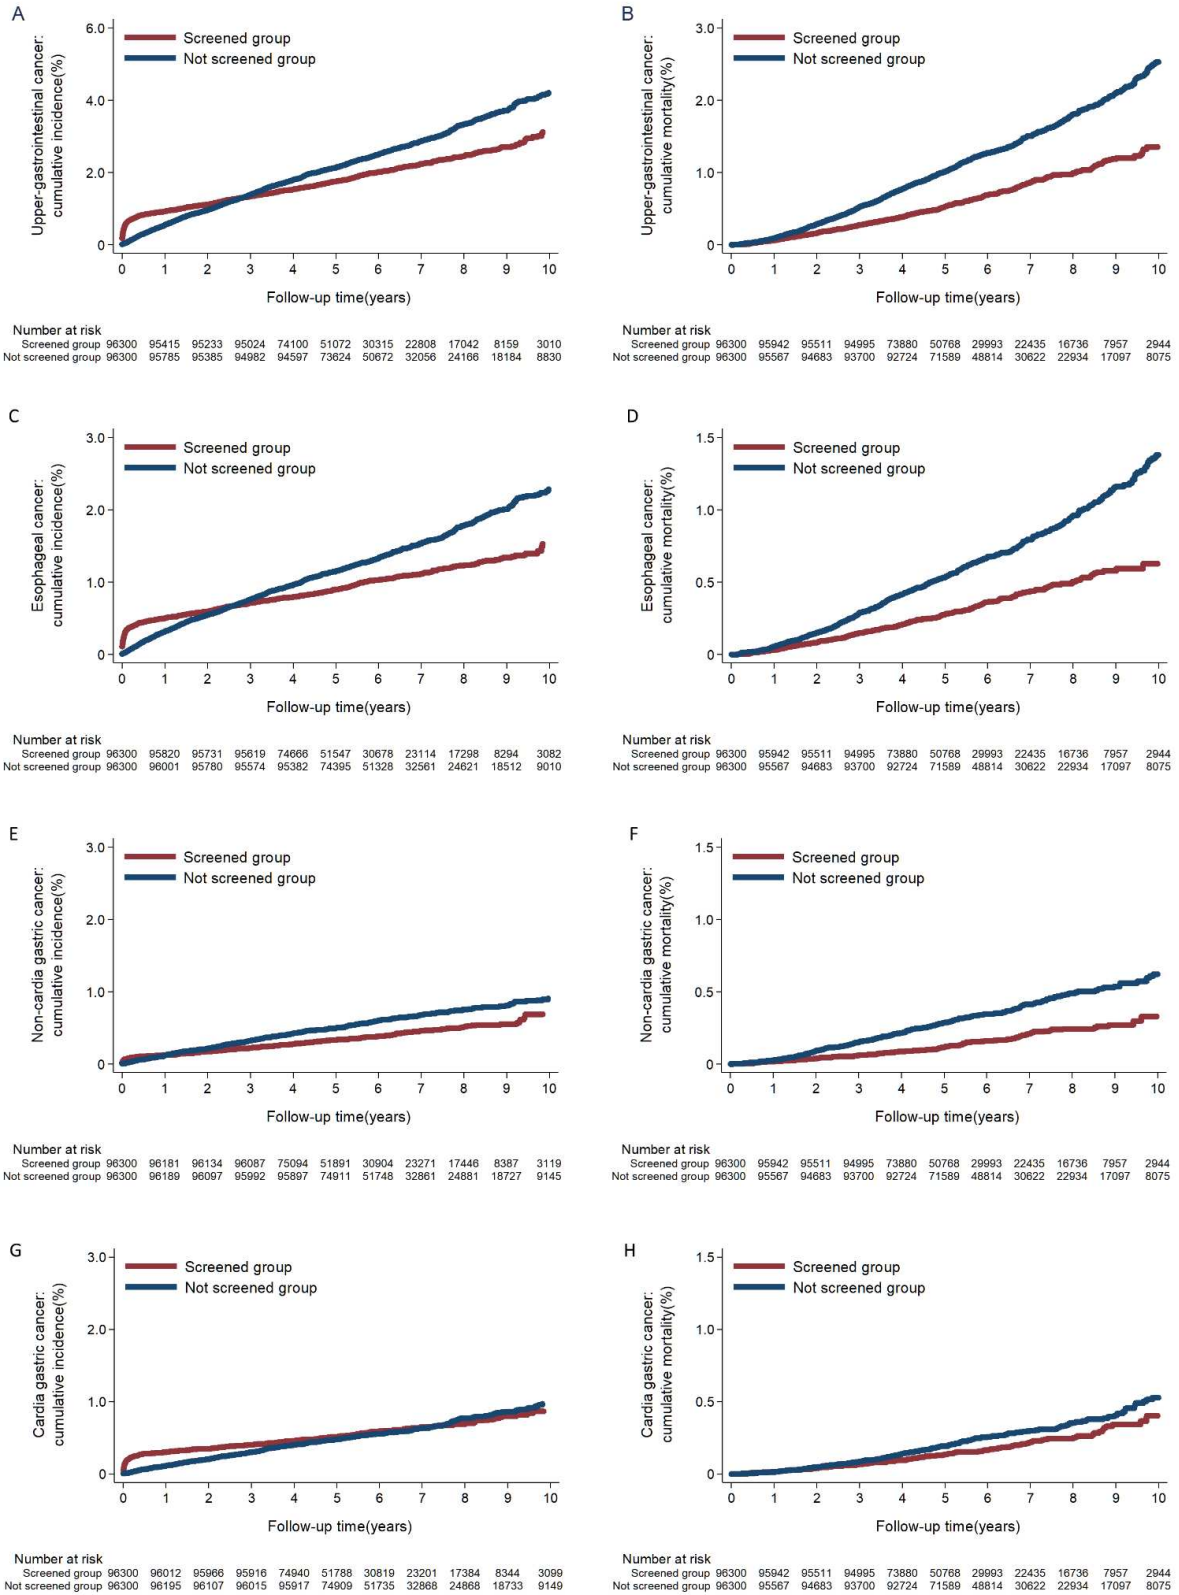 A
Upper-gastrointestinal cancer:
cumulative incidence(%)
6.0
4.0
2.0
0
Screened group
Not screened group
0 1 2 3 4 5 6 7 8 9 10
Follow-up time(years)
Number at risk
Screened group 96300 95415 95233 95024 74100 51072 30315 22808 17042 8159 3010
Not screened group 96300 95785 95385 94982 94597 73624 50672 32056 24166 18184 8830
B
Upper-gastrointestinal cancer:
cumulative mortality(%)
3.0
2.0
1.0
0
Screened group
Not screened group
0 1 2 3 4 5 6 7 8 9 10
Follow-up time(years)
Number at risk
Screened group 96300 95942 95511 94995 73880 50768 29993 22435 16736 7957 2944
Not screened group 96300 95567 94683 93700 92724 71589 48814 30622 22934 17097 8075
C
Esophageal cancer:
cumulative incidence(%)
3.0
2.0
1.0
0
Screened group
Not screened group
0 1 2 3 4 5 6 7 8 9 10
Follow-up time(years)
Number at risk
Screened group 96300 95820 95731 95619 74666 51547 30678 23114 17298 8294 3082
Not screened group 96300 96001 95780 95574 95382 74395 51328 32561 24621 18512 9010
D
Esophageal cancer:
cumulative mortality(%)
1.5
1.0
0.5
0
Screened group
Not screened group
0 1 2 3 4 5 6 7 8 9 10
Follow-up time(years)
Number at risk
Screened group 96300 95942 95511 94995 73880 50768 29993 22435 16736 7957 2944
Not screened group 96300 95567 94683 93700 92724 71589 48814 30622 22934 17097 8075
E
Non-cardia gastric cancer:
cumulative incidence(%)
3.0
2.0
1.0
0
Screened group
Not screened group
0 1 2 3 4 5 6 7 8 9 10
Follow-up time(years)
Number at risk
Screened group 96300 96181 96134 96087 75094 51891 30904 23271 17446 8387 3119
Not screened group 96300 96189 96097 95992 95897 74911 51748 32861 24881 18727 9145
F
Non-cardia gastric cancer:
cumulative mortality(%)
1.5
1.0
0.5
0
Screened group
Not screened group
0 1 2 3 4 5 6 7 8 9 10
Follow-up time(years)
Number at risk
Screened group 96300 95942 95511 94995 73880 50768 29993 22435 16736 7957 2944
Not screened group 96300 95567 94683 93700 92724 71589 48814 30622 22934 17097 8075
G
Cardia gastric cancer:
cumulative incidence(%)
3.0
2.0
1.0
0
Screened group
Not screened group
0 1 2 3 4 5 6 7 8 9 10
Follow-up time(years)
Number at risk
Screened group 96300 96012 95966 95916 74940 51788 30819 23201 17384 8344 3099
Not screened group 96300 96195 96107 96015 95917 74909 51735 32868 24868 18733 9149
H
Cardia gastric cancer:
cumulative mortality(%)
1.5
1.0
0.5
0
Screened group
Not screened group
0 1 2 3 4 5 6 7 8 9 10
Follow-up time(years)
Number at risk
Screened group 96300 95942 95511 94995 73880 50768 29993 22435 16736 7957 2944
Not screened group 96300 95567 94683 93700 92724 71589 48814 30622 22934 17097 8075